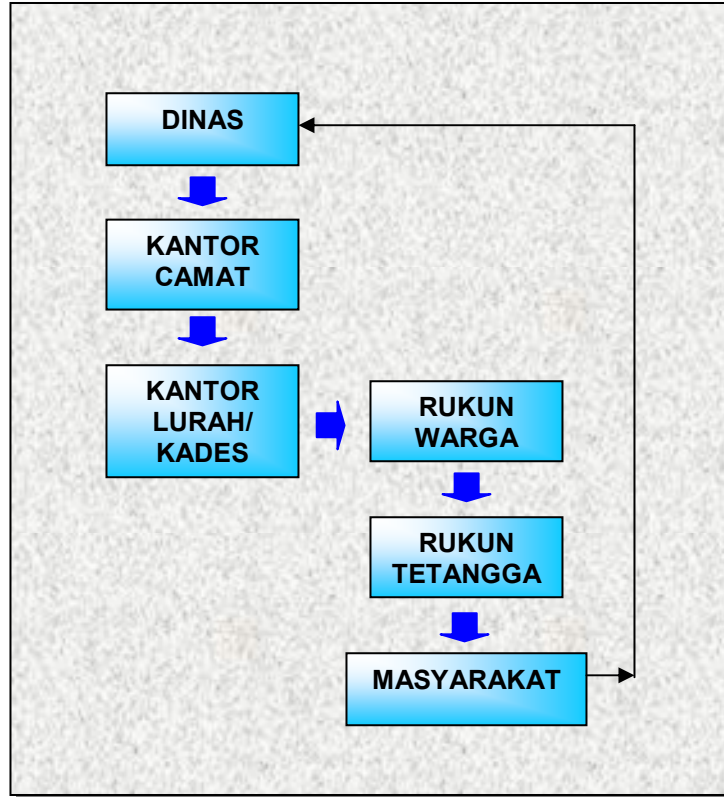 DINAS
KANTOR
CAMAT
KANTOR
LURAH/
KADES
RUKUN
WARGA
RUKUN
TETANGGA
MASYARAKAT